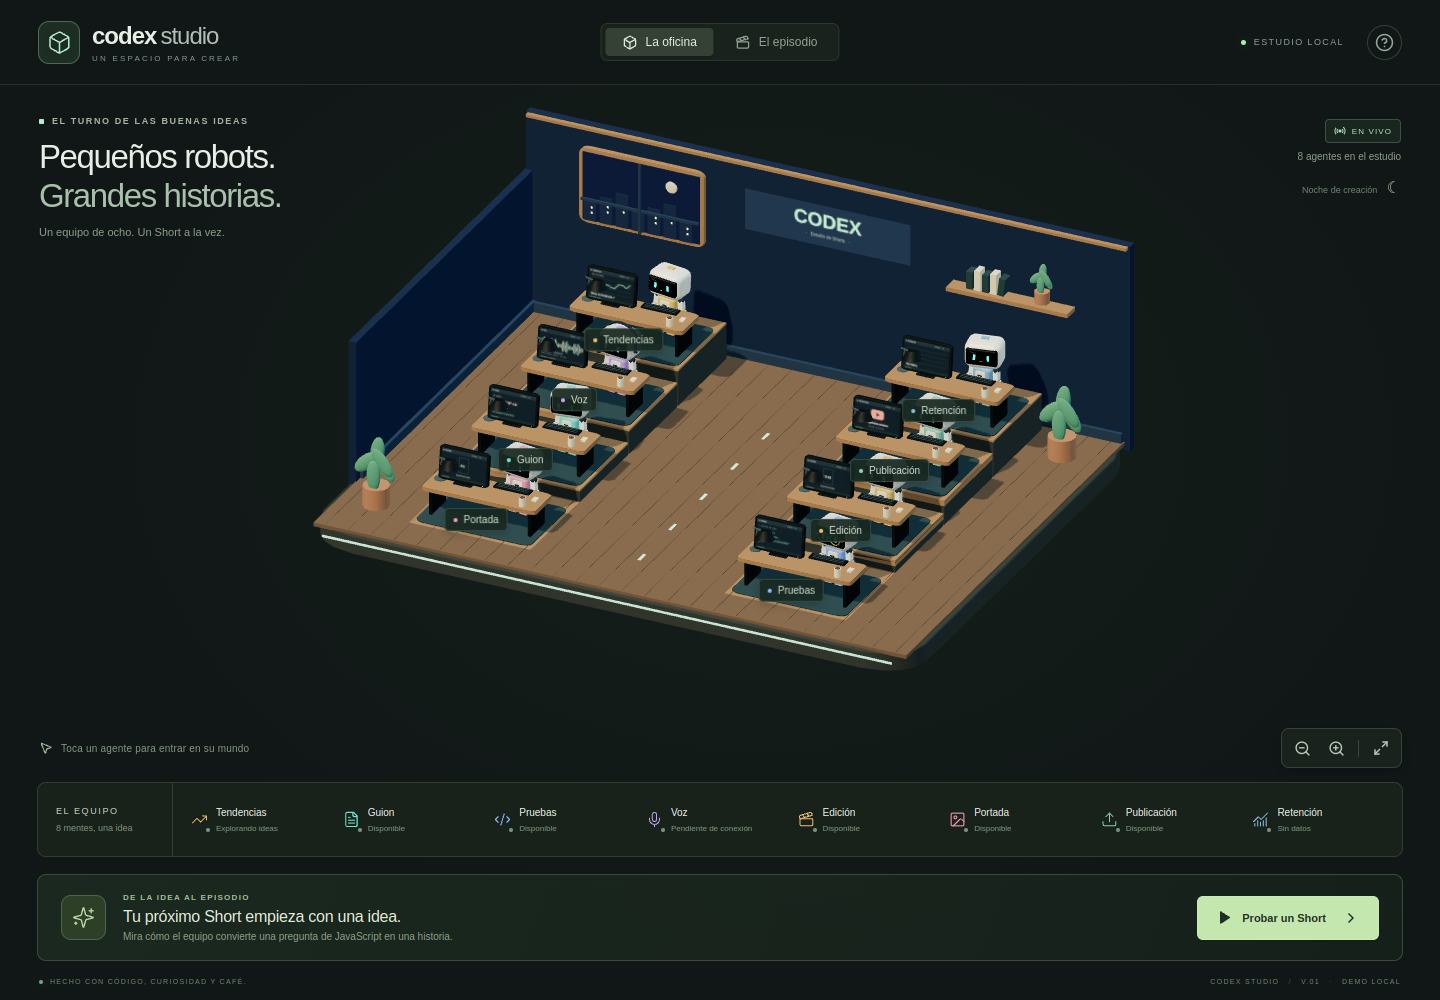 codex studio
UN ESPACIO PARA CREAR
La oficina
El episodio
ESTUDIO LOCAL
EL TURNO DE LAS BUENAS IDEAS
Pequeños robots.
Grandes historias.
Un equipo de ocho. Un Short a la vez.
EN VIVO
8 agentes en el estudio
Noche de creación
CODEX
Estudio de Shorts
Tendencias
Voz
Retención
Guion
Publicación
Portada
Edición
Pruebas
Toca un agente para entrar en su mundo
EL EQUIPO
8 mentes, una idea
Tendencias
Explorando ideas
Guion
Disponible
Pruebas
Disponible
Voz
Pendiente de conexión
Edición
Disponible
Portada
Disponible
Publicación
Disponible
Retención
Sin datos
DE LA IDEA AL EPISODIO
Tu próximo Short empieza con una idea.
Mira cómo el equipo convierte una pregunta de JavaScript en una historia.
Probar un Short
HECHO CON CÓDIGO, CURIOSIDAD Y CAFÉ.
CODEX STUDIO / V.01 DEMO LOCAL